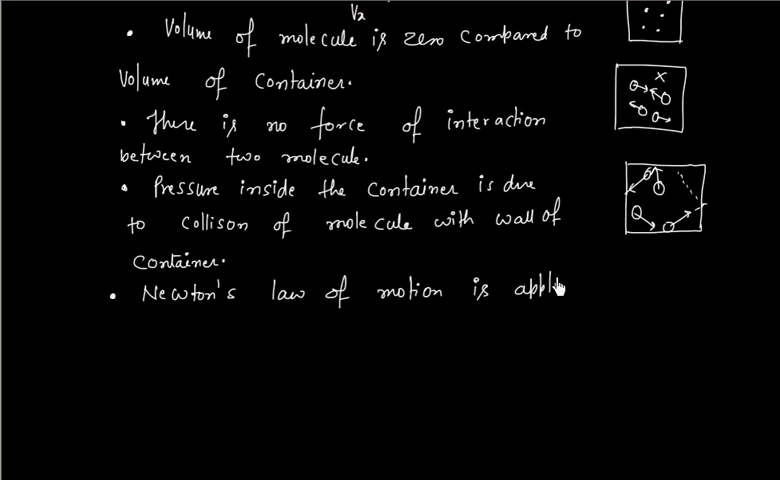 V₂
• Volume of molecule is zero compared to
Volume of Container.
• There is no force of interaction
between two molecule.
• Pressure inside the Container is due
to Collison of molecule with wall of
Container.
• Newton's law of motion is appli